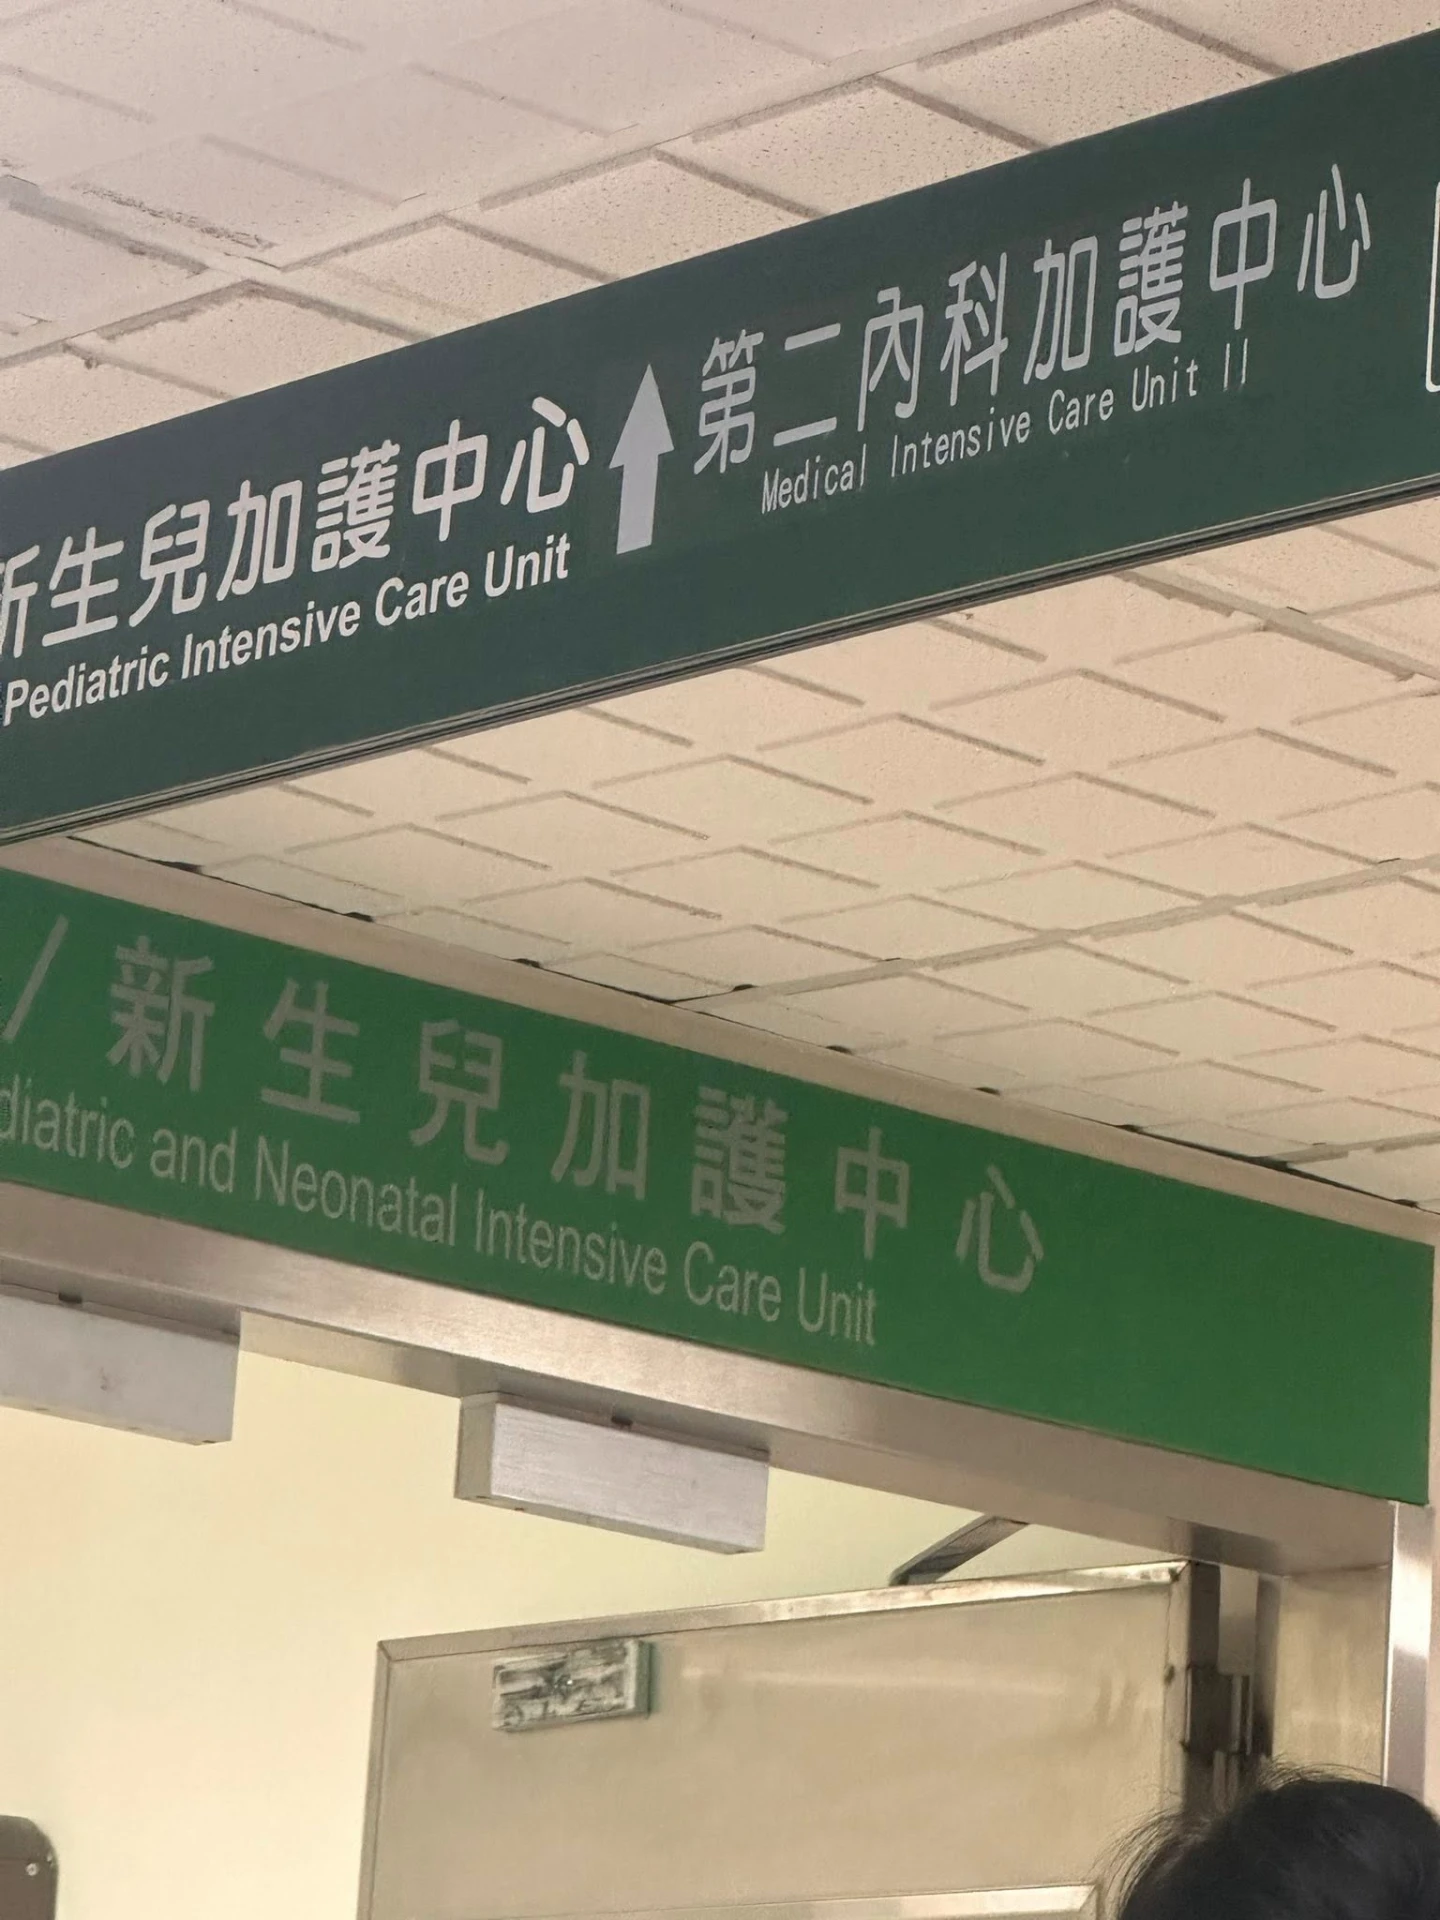 新生兒加護中心
Pediatric Intensive Care Unit
第二內科加護中心
Medical Intensive Care Unit II
/ 新生兒加護中心
diatric and Neonatal Intensive Care Unit